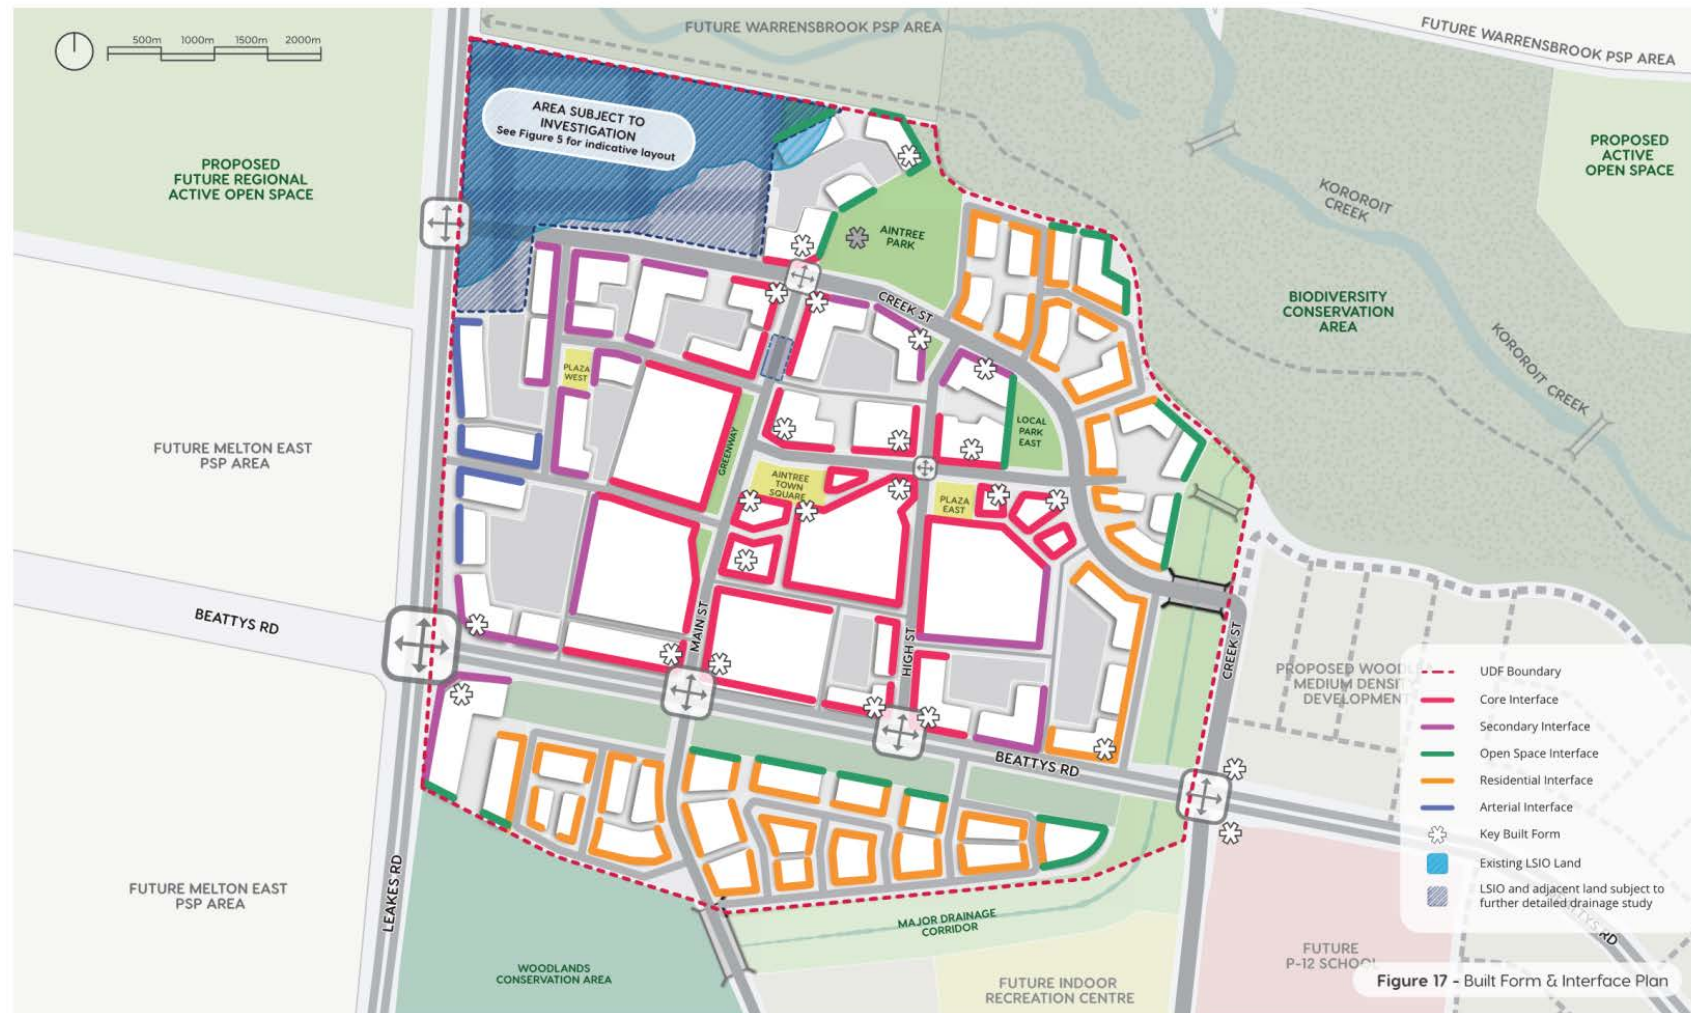 FUTURE WARRENSBROOK PSP AREA
FUTURE WARRENSBROOK PSP AREA
500m 1000m 1500m 2000m
AREA SUBJECT TO
INVESTIGATION
See Figure 5 for indicative layout
PROPOSED
FUTURE REGIONAL
ACTIVE OPEN SPACE
PROPOSED
ACTIVE
OPEN SPACE
KOROROIT
CREEK
AINTREE
PARK
CREEK ST
BIODIVERSITY
CONSERVATION
AREA
KOROROIT CREEK
PLAZA
WEST
GREENWAY
LOCAL
PARK
EAST
FUTURE MELTON EAST
PSP AREA
AINTREE
TOWN
SQUARE
PLAZA
EAST
BEATTYS RD
MAIN ST
HIGH ST
CREEK ST
BEATTYS RD
PROPOSED WOODLEA
MEDIUM DENSITY
DEVELOPMENT
UDF Boundary
Core Interface
Secondary Interface
Open Space Interface
Residential Interface
Arterial Interface
Key Built Form
Existing LSIO Land
LSIO and adjacent land subject to
further detailed drainage study
FUTURE MELTON EAST
PSP AREA
LEAKES RD
MAJOR DRAINAGE
CORRIDOR
BEATTYS RD
WOODLANDS
CONSERVATION AREA
FUTURE INDOOR
RECREATION CENTRE
FUTURE
P-12 SCHOOL
Figure 17 - Built Form & Interface Plan